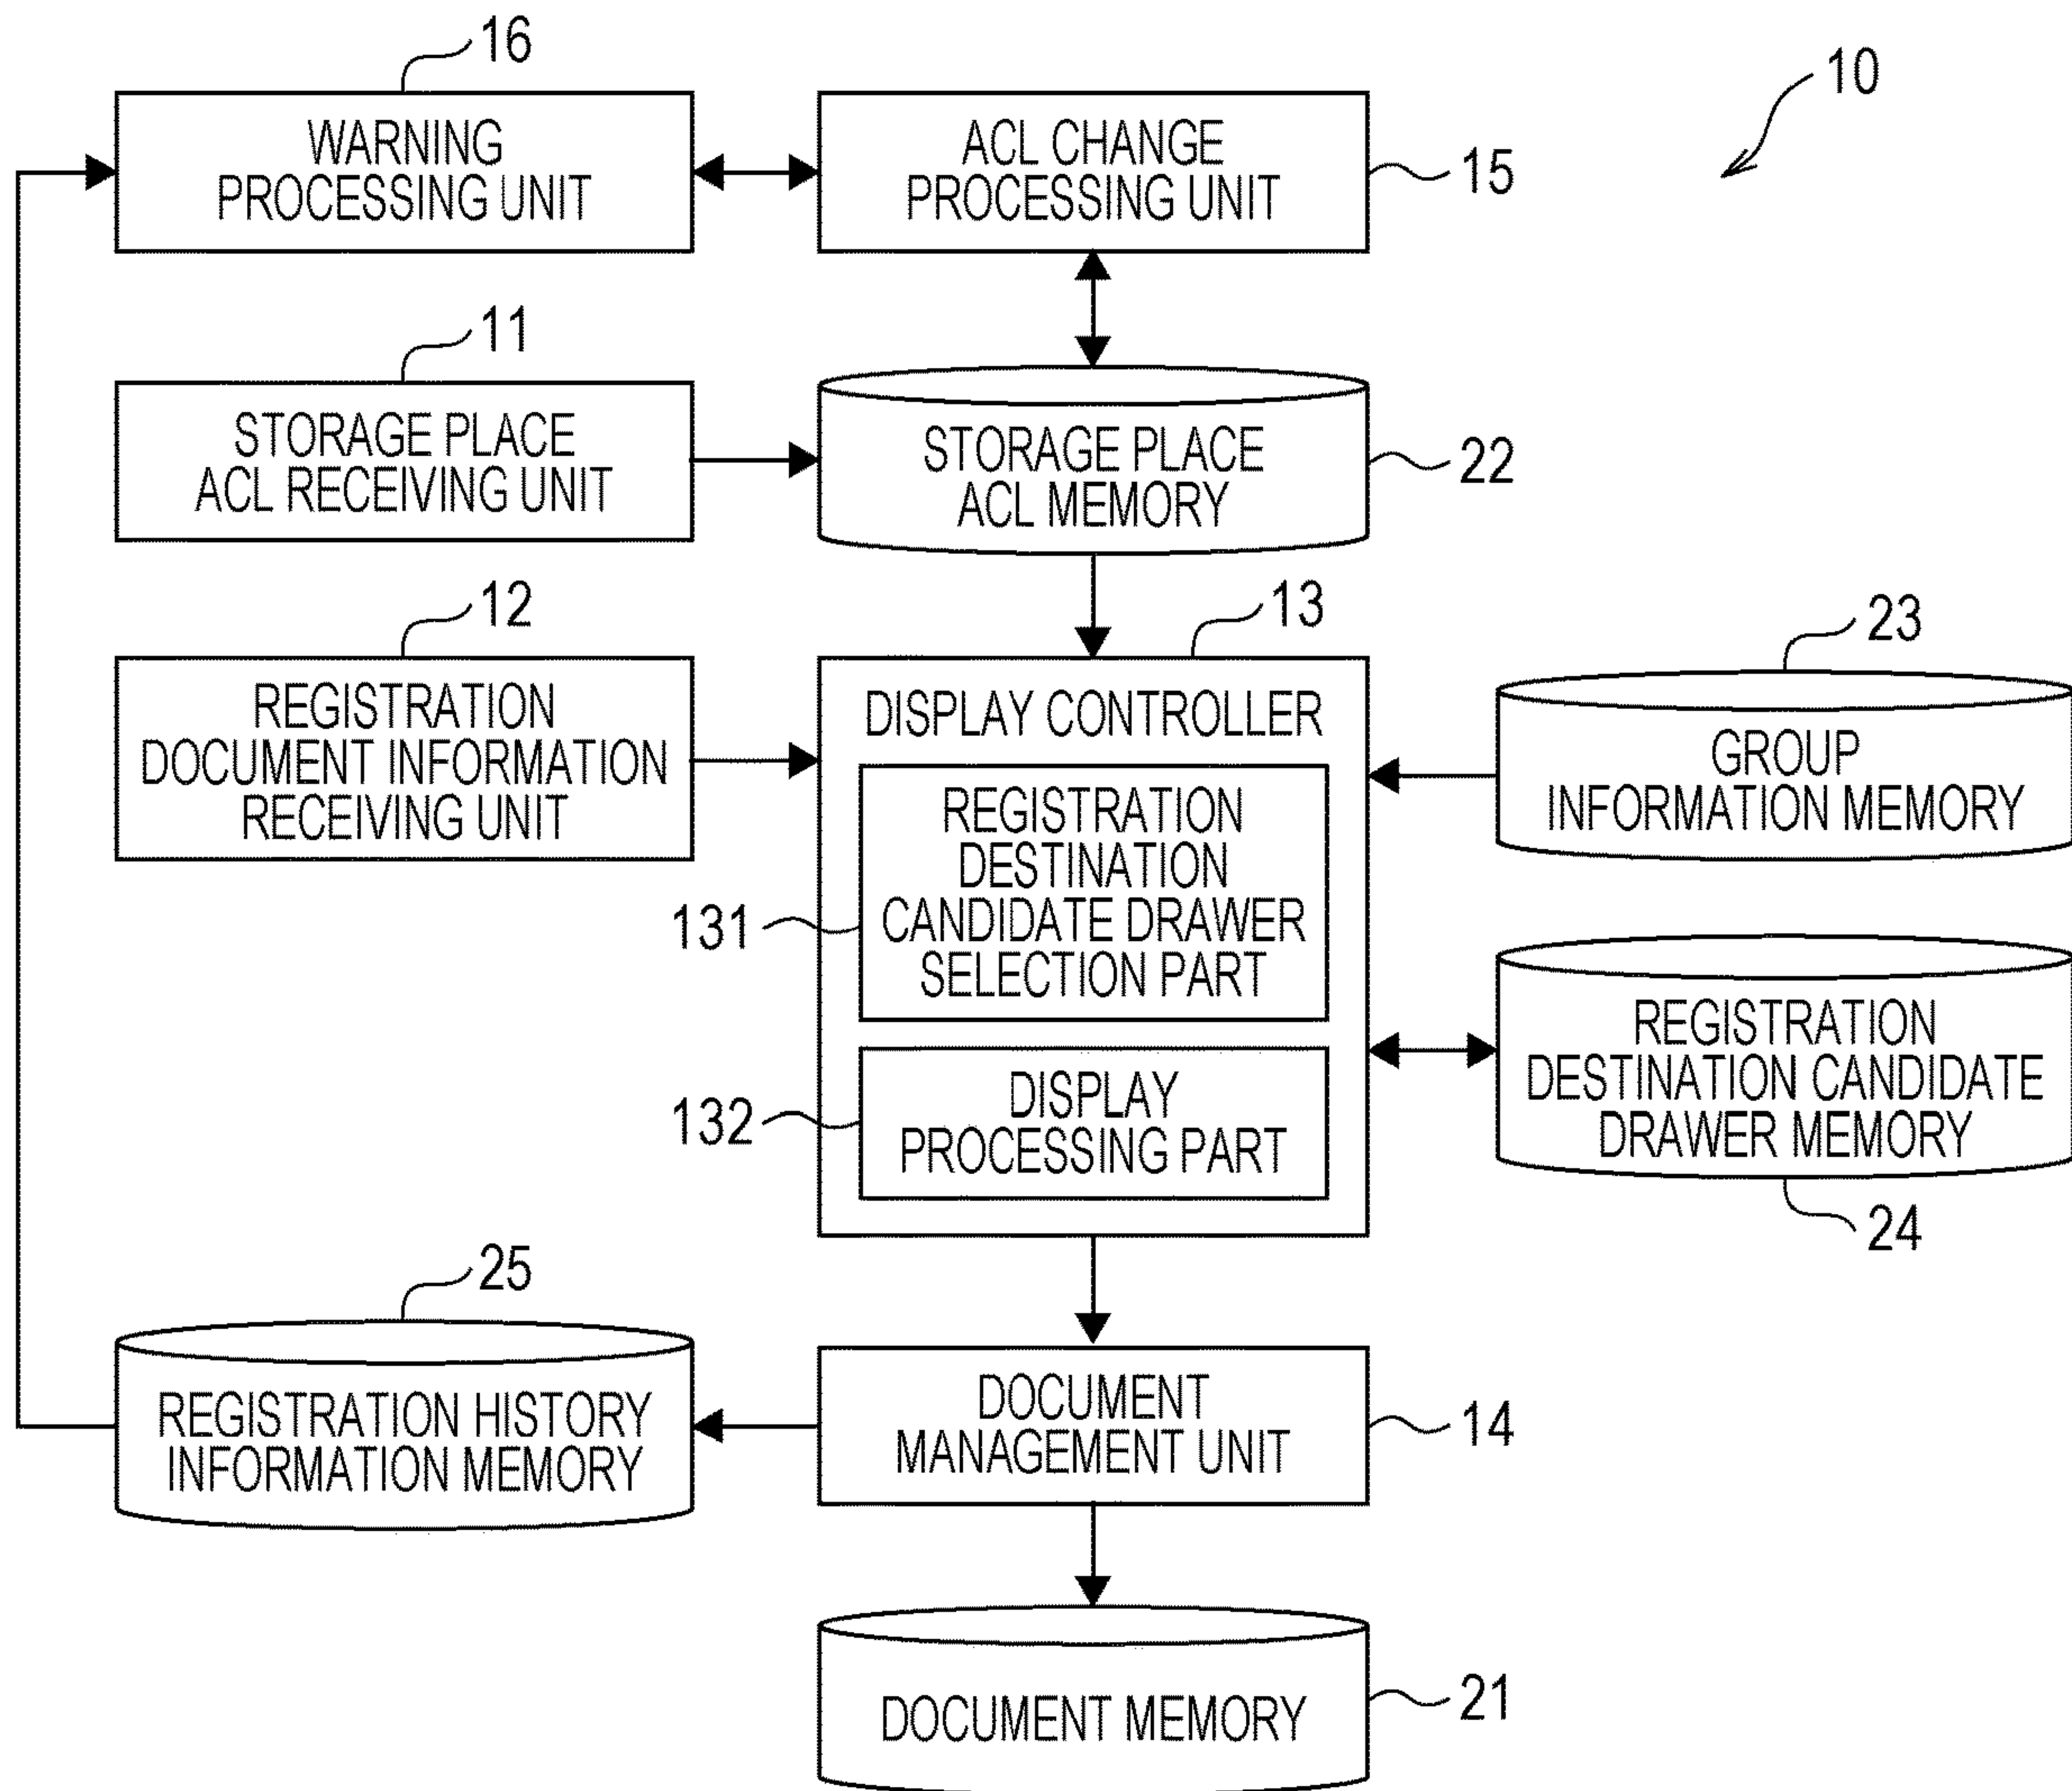 16
10
WARNING
PROCESSING UNIT
ACL CHANGE
PROCESSING UNIT
15
11
STORAGE PLACE
ACL RECEIVING UNIT
STORAGE PLACE
ACL MEMORY
22
12
13
23
REGISTRATION
DOCUMENT INFORMATION
RECEIVING UNIT
DISPLAY CONTROLLER
GROUP
INFORMATION MEMORY
REGISTRATION
DESTINATION
CANDIDATE DRAWER
SELECTION PART
131
REGISTRATION
DESTINATION CANDIDATE
DRAWER MEMORY
DISPLAY
PROCESSING PART
132
24
25
REGISTRATION HISTORY
INFORMATION MEMORY
DOCUMENT
MANAGEMENT UNIT
14
DOCUMENT MEMORY
21